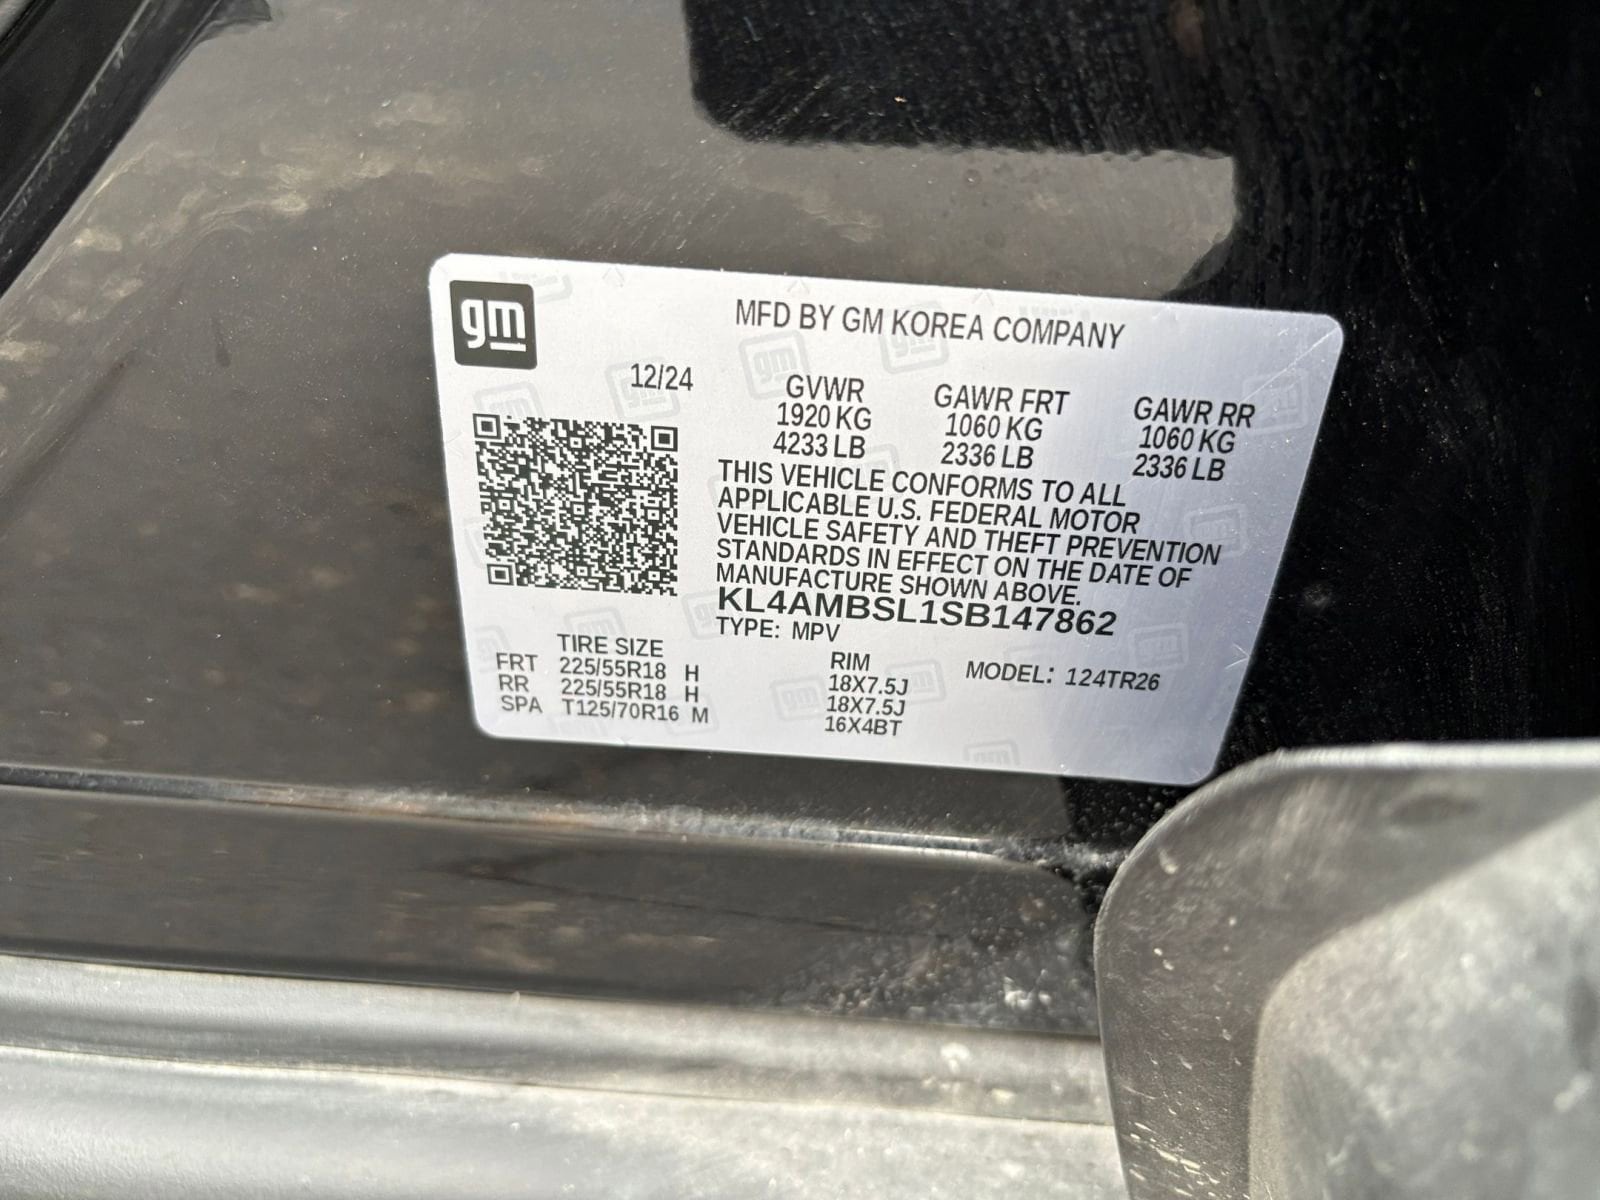 gm
MFD BY GM KOREA COMPANY
12/24
GVWR GAWR FRT GAWR RR
1920 KG 1060 KG 1060 KG
4233 LB 2336 LB 2336 LB
THIS VEHICLE CONFORMS TO ALL
APPLICABLE U.S. FEDERAL MOTOR
VEHICLE SAFETY AND THEFT PREVENTION
STANDARDS IN EFFECT ON THE DATE OF
MANUFACTURE SHOWN ABOVE.
KL4AMBSL1SB147862
TYPE: MPV
TIRE SIZE RIM MODEL: 124TR26
FRT 225/55R18 H 18X7.5J
RR 225/55R18 H 18X7.5J
SPA T125/70R16 M 16X4BT